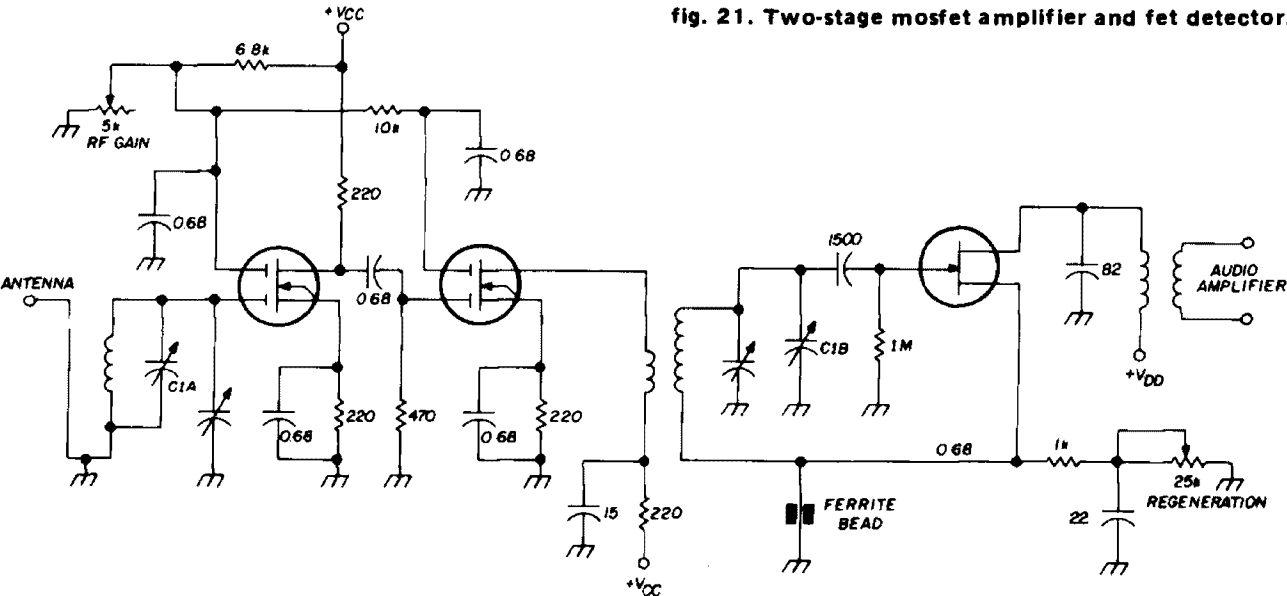 fig. 21. Two-stage mosfet amplifier and fet detector.
+VCC
6 8k
5k
RF GAIN
10k
0 68
0.68
220
1500
ANTENNA
0 68
82
AUDIO
AMPLIFIER
C1A
C1B
1M
+VDD
0.68
220
470
0 68
220
0 68
1k
25k
REGENERATION
15
220
FERRITE
BEAD
22
+VCC